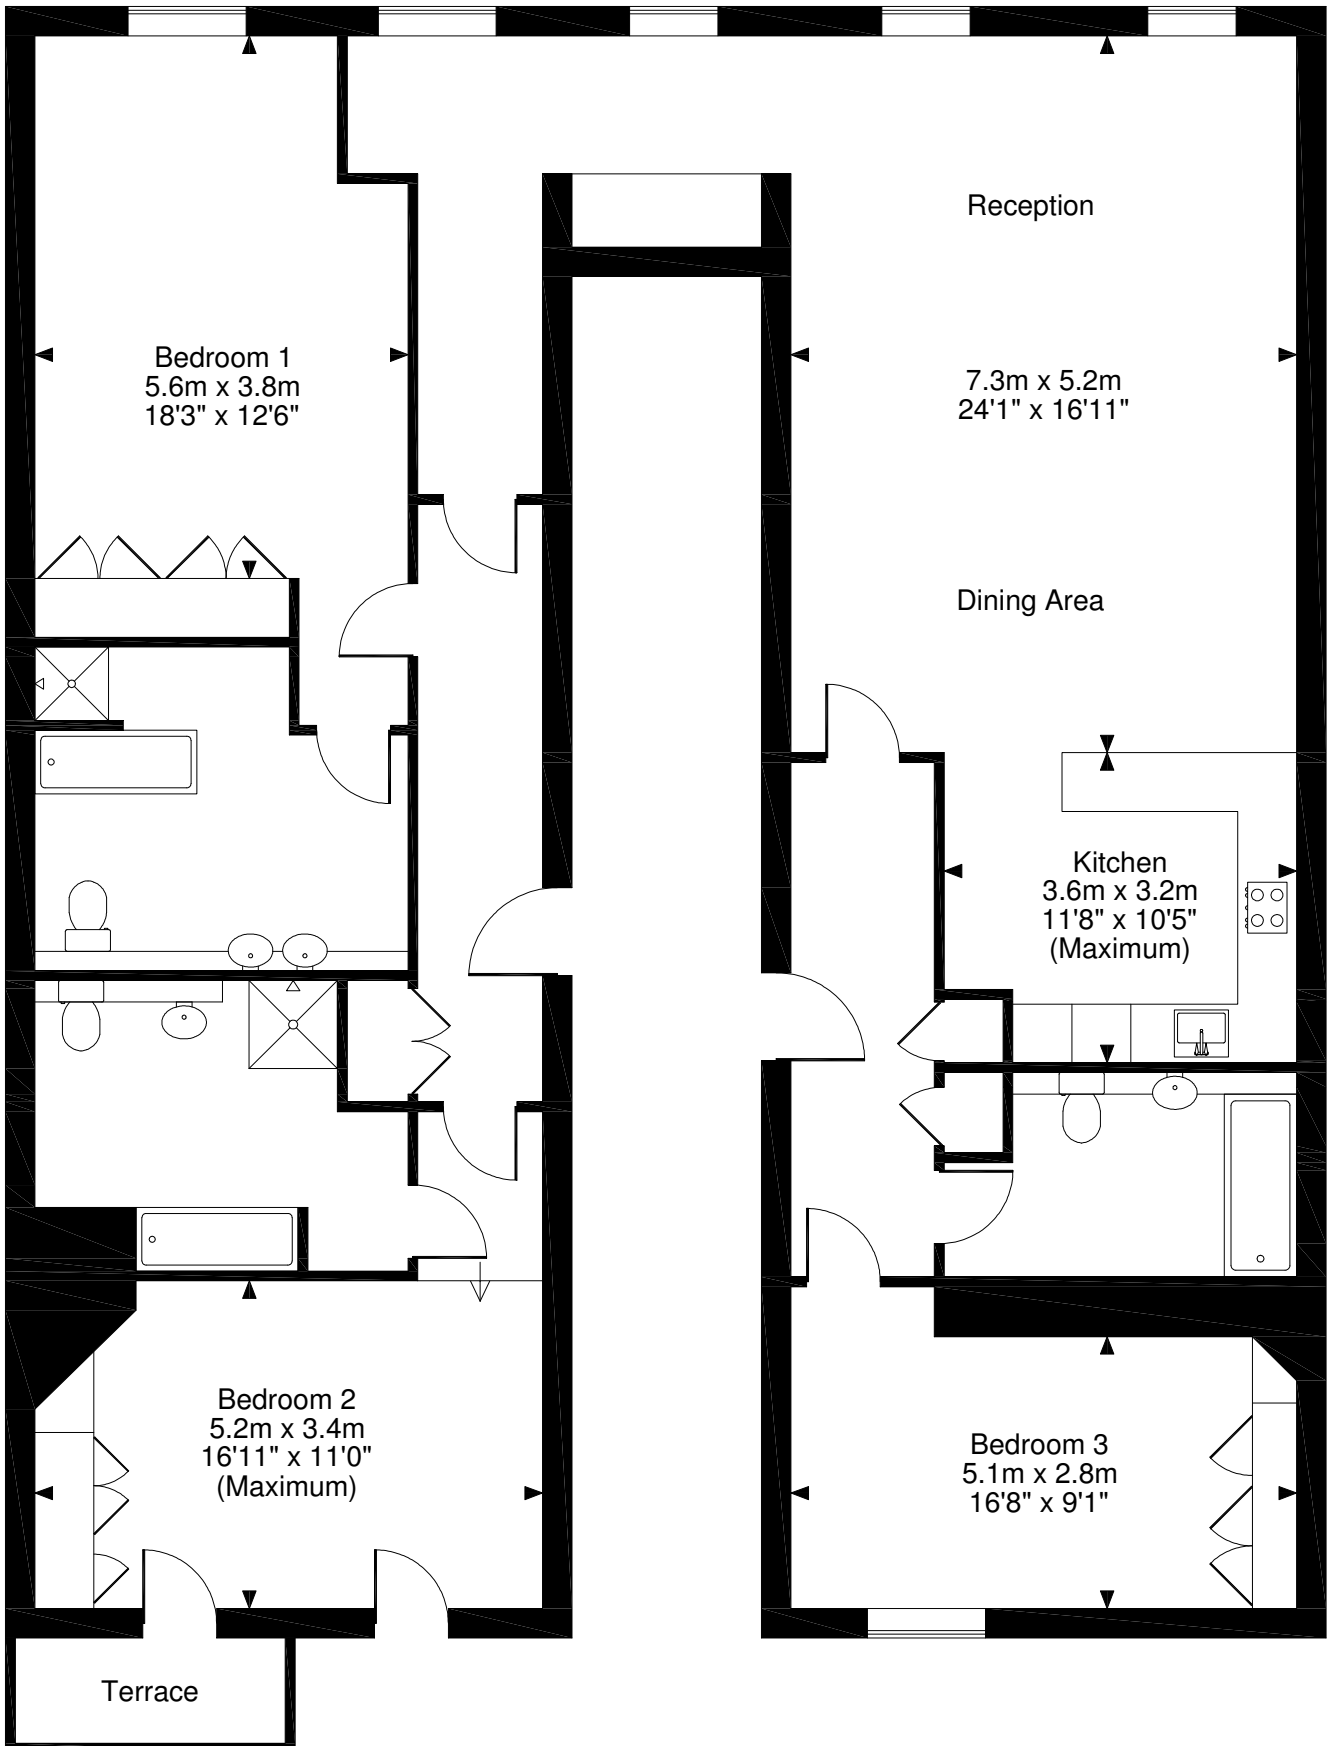 Reception
Bedroom 1
5.6m x 3.8m
18'3" x 12'6"
7.3m x 5.2m
24'1" x 16'11"
Dining Area
Kitchen
3.6m x 3.2m
11'8" x 10'5"
(Maximum)
Bedroom 2
5.2m x 3.4m
16'11" x 11'0"
(Maximum)
Bedroom 3
5.1m x 2.8m
16'8" x 9'1"
Terrace